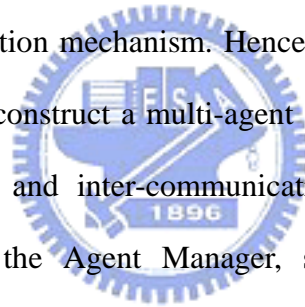 tion mechanism. Hence
construct a multi-agent
and inter-communicat
1896
the Agent Manager, s